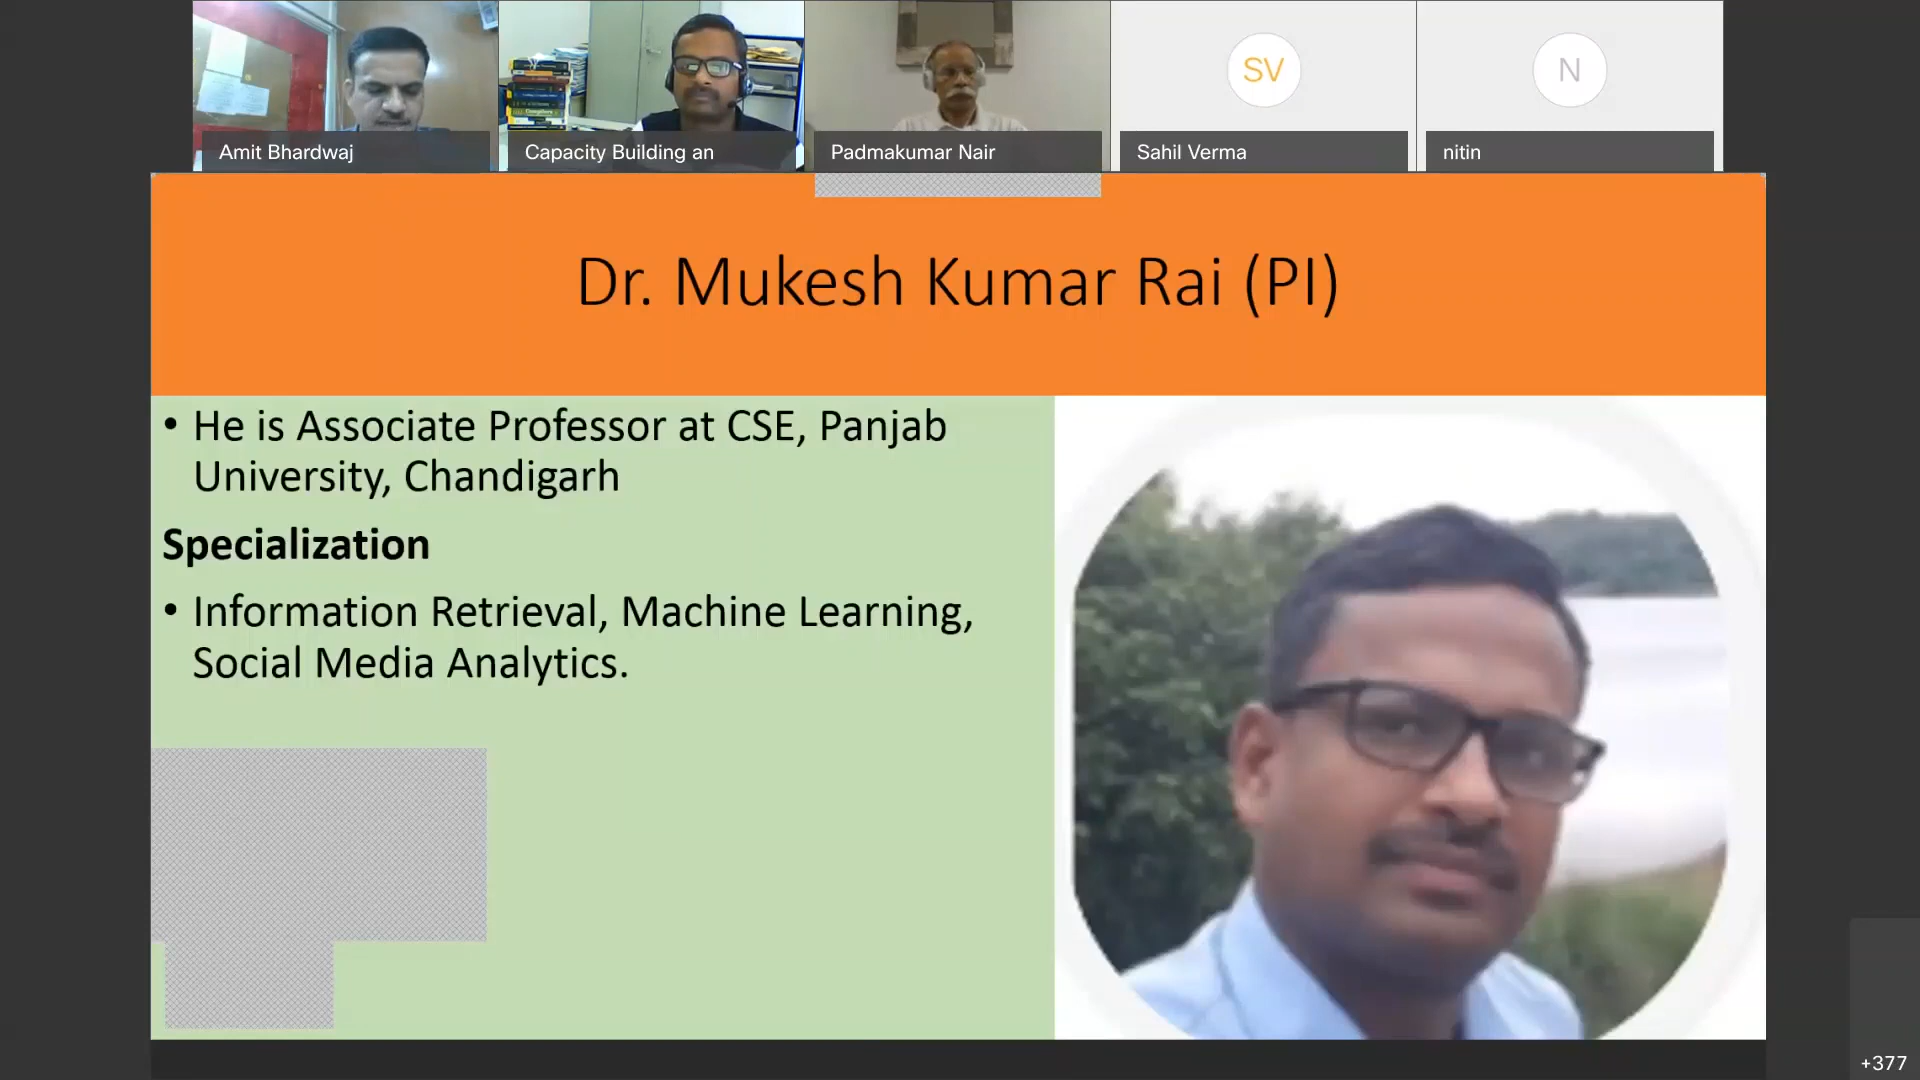 Amit Bhardwaj
Capacity Building an
Padmakumar Nair
SV
Sahil Verma
N
nitin
Dr. Mukesh Kumar Rai (PI)
• He is Associate Professor at CSE, Panjab
University, Chandigarh
Specialization
• Information Retrieval, Machine Learning,
Social Media Analytics.
+377